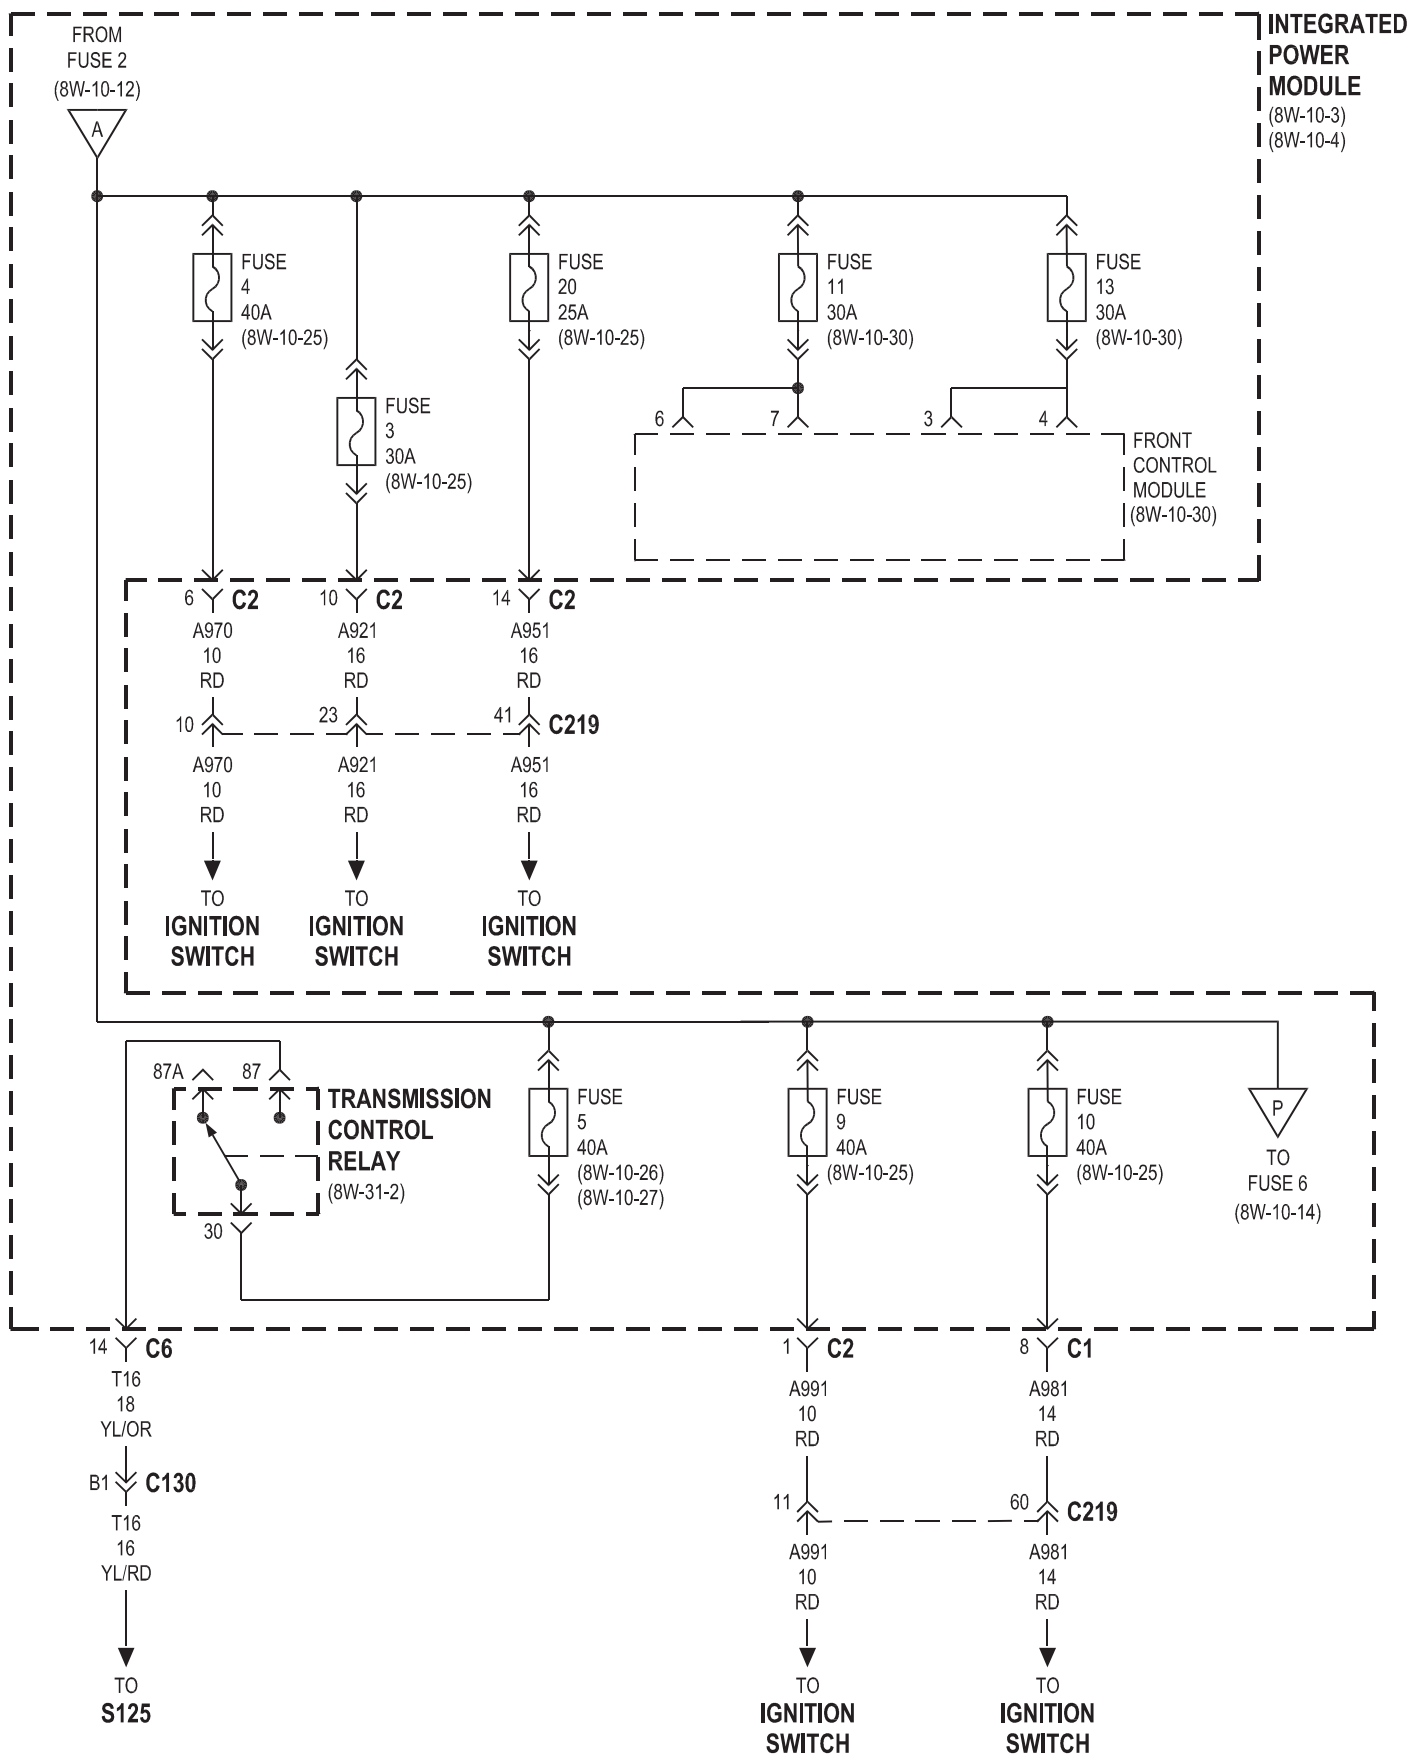 FROM
FUSE 2
(8W-10-12)
A
INTEGRATED
POWER
MODULE
(8W-10-3)
(8W-10-4)
FUSE
4
40A
(8W-10-25)
FUSE
3
30A
(8W-10-25)
FUSE
20
25A
(8W-10-25)
FUSE
11
30A
(8W-10-30)
FUSE
13
30A
(8W-10-30)
6
7
3
4
FRONT
CONTROL
MODULE
(8W-10-30)
6
C2
10
C2
14
C2
A970
10
RD
A921
16
RD
A951
16
RD
10
23
41
C219
A970
10
RD
A921
16
RD
A951
16
RD
TO
IGNITION
SWITCH
TO
IGNITION
SWITCH
TO
IGNITION
SWITCH
87A
87
TRANSMISSION
CONTROL
RELAY
(8W-31-2)
30
FUSE
5
40A
(8W-10-26)
(8W-10-27)
FUSE
9
40A
(8W-10-25)
FUSE
10
40A
(8W-10-25)
P
TO
FUSE 6
(8W-10-14)
14
C6
T16
18
YL/OR
B1
C130
T16
16
YL/RD
TO
S125
1
C2
A991
10
RD
11
A991
10
RD
TO
IGNITION
SWITCH
8
C1
A981
14
RD
60
C219
A981
14
RD
TO
IGNITION
SWITCH